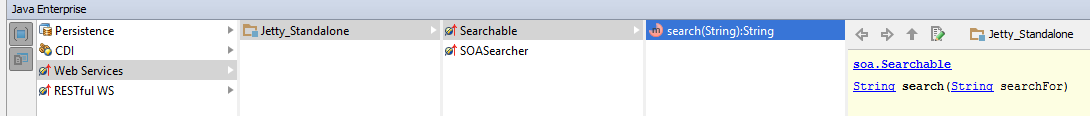 Java Enterprise
Persistence
CDI
Web Services
RESTful WS
Jetty_Standalone
Searchable
SOASearcher
m search(String):String
Jetty_Standalone
soa.Searchable
String search(String searchFor)